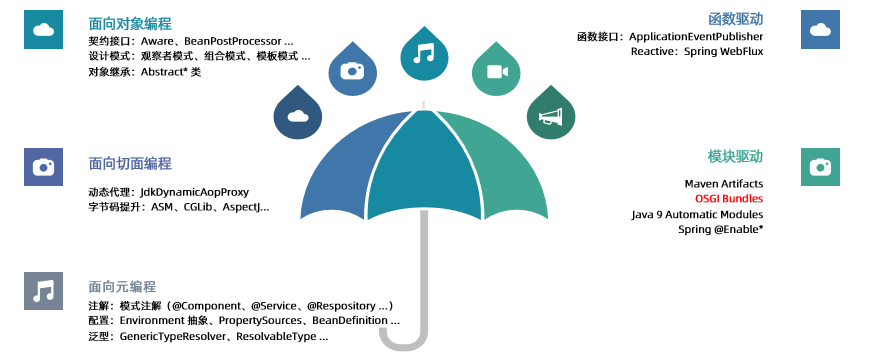 面向对象编程
契约接口：Aware、BeanPostProcessor ...
设计模式：观察者模式、组合模式、模板模式 ...
对象继承：Abstract* 类
函数驱动
函数接口：ApplicationEventPublisher
Reactive：Spring WebFlux
面向切面编程
动态代理：JdkDynamicAopProxy
字节码提升：ASM、CGLib、AspectJ...
模块驱动
Maven Artifacts
OSGI Bundles
Java 9 Automatic Modules
Spring @Enable*
面向元编程
注解：模式注解（@Component、@Service、@Respository ...）
配置：Environment 抽象、PropertySources、BeanDefinition ...
泛型：GenericTypeResolver、ResolvableType ...